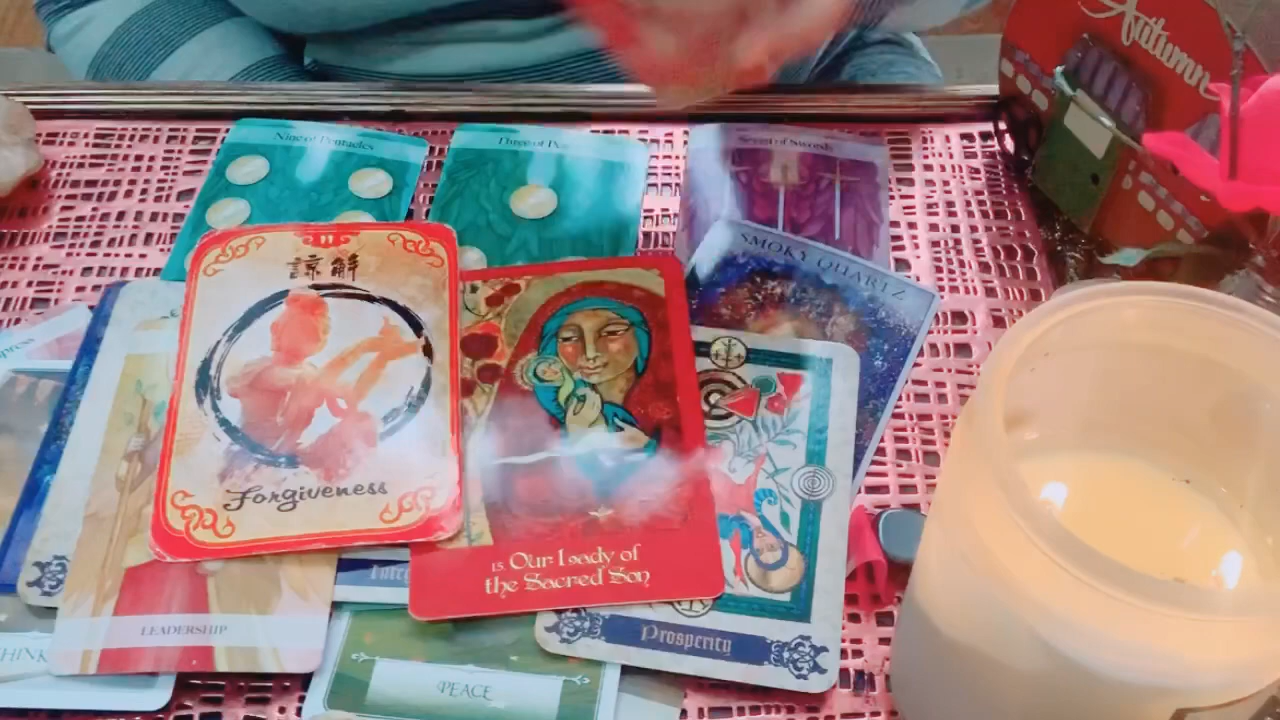 Autumn
Nine of Pentacles
Three of
of Swords
SMOKY QUARTZ
11
諒解
Forgiveness
15. Our Lady of
the Sacred Son
LEADERSHIP
Prosperity
PEACE